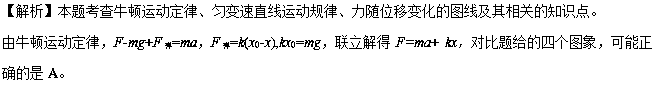 【解析】本题考查牛顿运动定律、匀变速直线运动规律、力随位移变化的图线及其相关的知识点。
由牛顿运动定律，F-mg+F弹=ma，F弹=k(x0-x),kx0=mg，联立解得 F=ma+ kx，对比题给的四个图象，可能正
确的是 A。